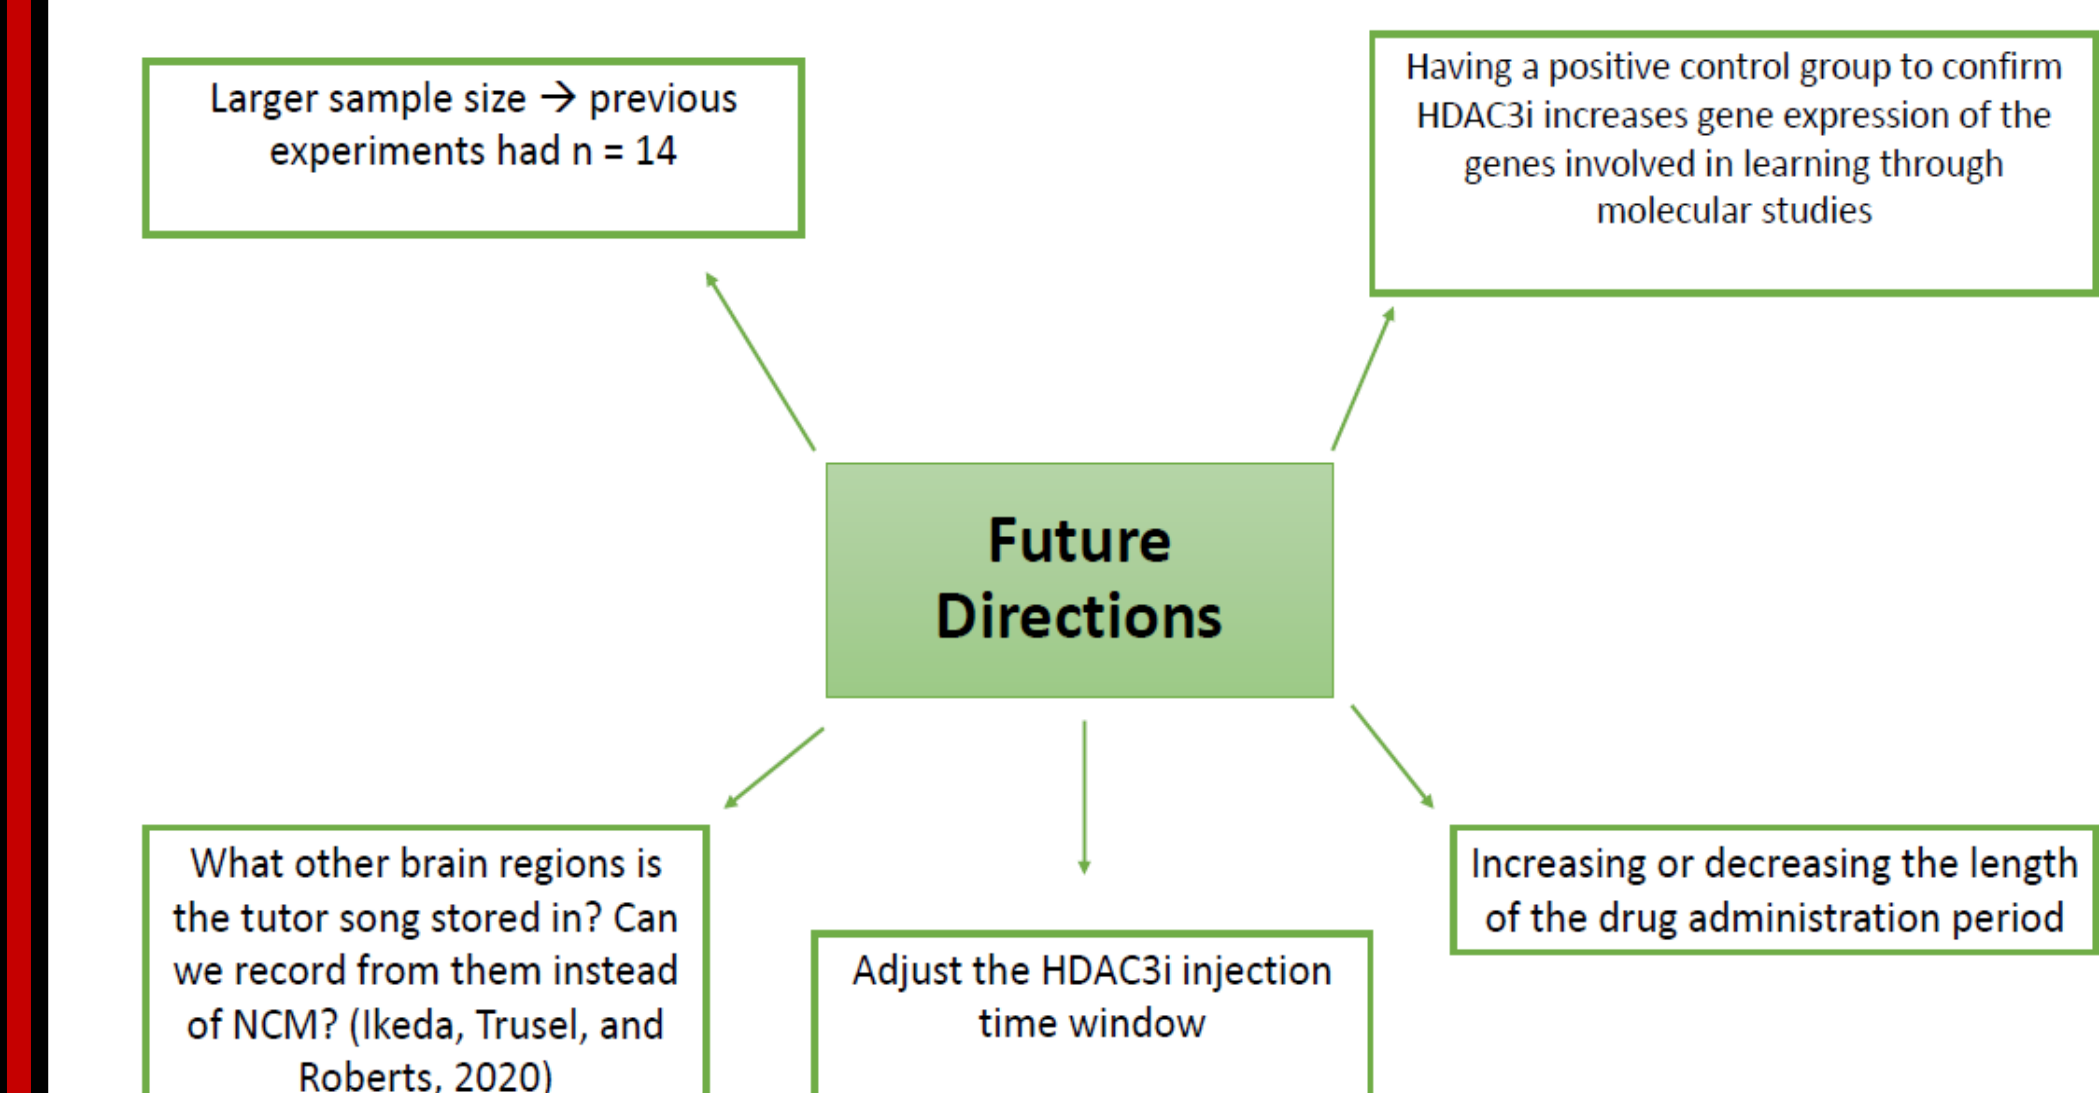 Larger sample size → previous
experiments had n = 14
Having a positive control group to confirm
HDAC3i increases gene expression of the
genes involved in learning through
molecular studies
Future
Directions
What other brain regions is
the tutor song stored in? Can
we record from them instead
of NCM? (Ikeda, Trusel, and
Roberts, 2020)
Adjust the HDAC3i injection
time window
Increasing or decreasing the length
of the drug administration period